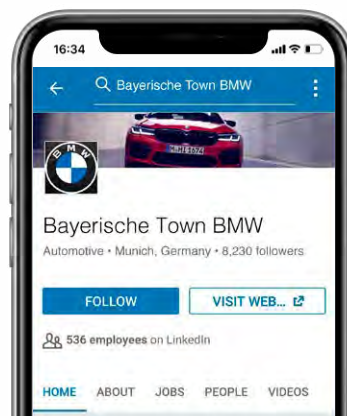 16:34
Bayerische Town BMW
BMW
Bayerische Town BMW
Automotive • Munich, Germany • 8,230 followers
FOLLOW
VISIT WEB...
536 employees on LinkedIn
HOME ABOUT JOBS PEOPLE VIDEOS